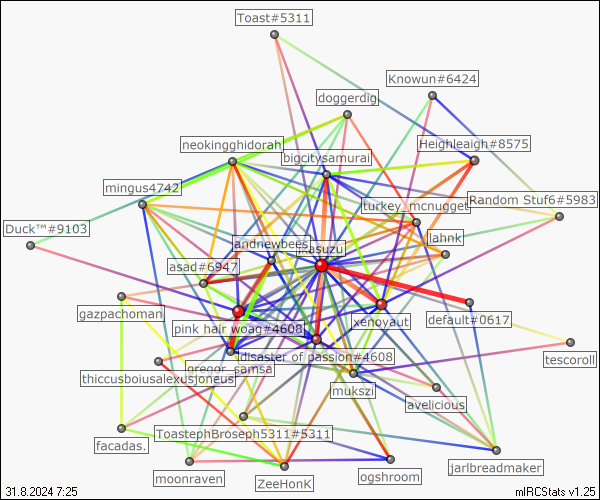 Toast#5311
Knowun#6424
doggerdig
Heighleaigh#8575
neokingghidorah
bigcitysamurai
mingus4742
Random Stuf6#5983
turkey_mcnugget
Duck™#9103
andnewbees
Kasuzu
lahnk
asad#6947
gazpachoman
xenoyaut
default#0617
pink hair woag#4608
disaster of passion#4608
tescoroll
gregor_samsa
thiccusboiusalexusjoneus
mukszi
avelicious
facadas.
ToastephBroseph5311#5311
jarlbreadmaker
moonraven
ZeeHonK
ogshroom
31.8.2024 7:25
mIRCStats v1.25